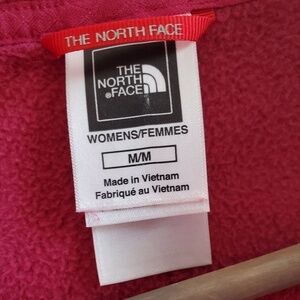 THE NORTH FACE
THE
NORTH
FACE
WOMENS/FEMMES
M/M
Made in Vietnam
Fabriqué au Vietnam